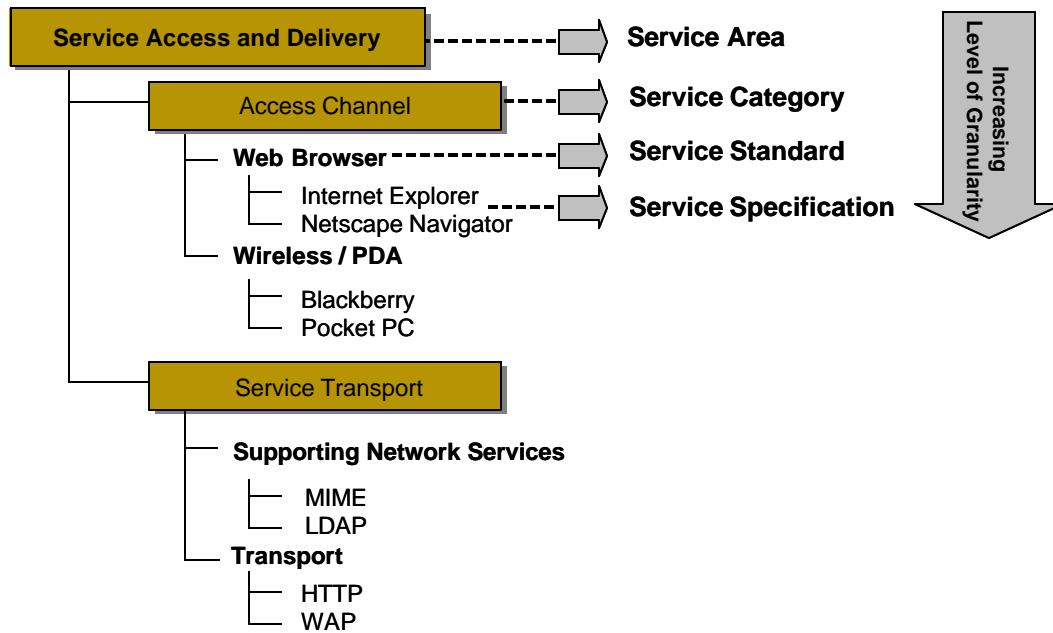 Service Access and Delivery
Service Area
Access Channel
Service Category
Web Browser
Service Standard
Internet Explorer
Netscape Navigator
Service Specification
Wireless / PDA
Blackberry
Pocket PC
Service Transport
Supporting Network Services
MIME
LDAP
Transport
HTTP
WAP
Increasing
Level of Granularity